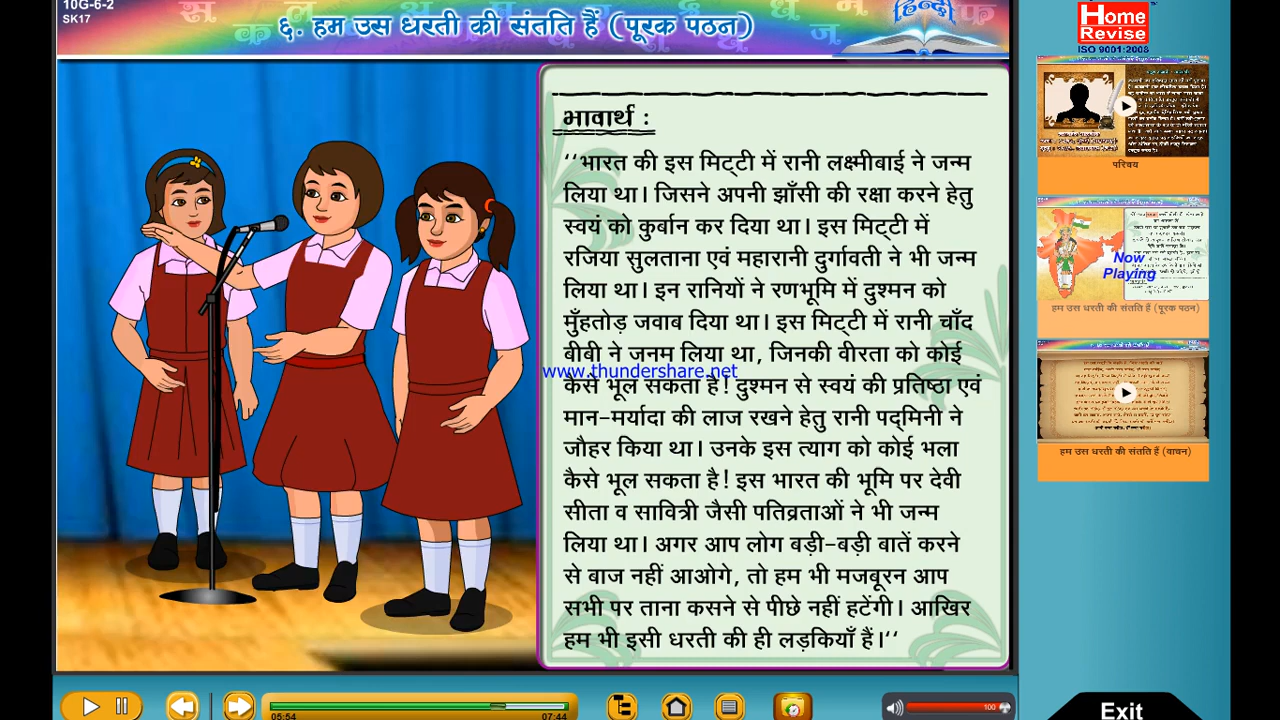 10G-6-2
SK17
६. हम उस धरती की संतति हैं (पूरक पठन)
हिन्दी
Home
Revise
ISO 9001:2008
भावार्थ :
‘‘भारत की इस मिट्टी में रानी लक्ष्मीबाई ने जन्म
लिया था। जिसने अपनी झाँसी की रक्षा करने हेतु
स्वयं को कुर्बान कर दिया था। इस मिट्टी में
रजिया सुलताना एवं महारानी दुर्गावती ने भी जन्म
लिया था। इन रानियों ने रणभूमि में दुश्मन को
मुँहतोड़ जवाब दिया था। इस मिट्टी में रानी चाँद
बीबी ने जनम लिया था, जिनकी वीरता को कोई
www.thundershare.net
कैसे भूल सकता है! दुश्मन से स्वयं की प्रतिष्ठा एवं
मान-मर्यादा की लाज रखने हेतु रानी पद्मिनी ने
जौहर किया था। उनके इस त्याग को कोई भला
कैसे भूल सकता है! इस भारत की भूमि पर देवी
सीता व सावित्री जैसी पतिव्रताओं ने भी जन्म
लिया था। अगर आप लोग बड़ी-बड़ी बातें करने
से बाज नहीं आओगे, तो हम भी मजबूरन आप
सभी पर ताना कसने से पीछे नहीं हटेंगी। आखिर
हम भी इसी धरती की ही लड़कियाँ हैं।‘‘
परिचय
Now
Playing
हम उस धरती की संतति हैं (पूरक पठन)
हम उस धरती की संतति हैं (वाचन)
05:54
07:44
100
Exit